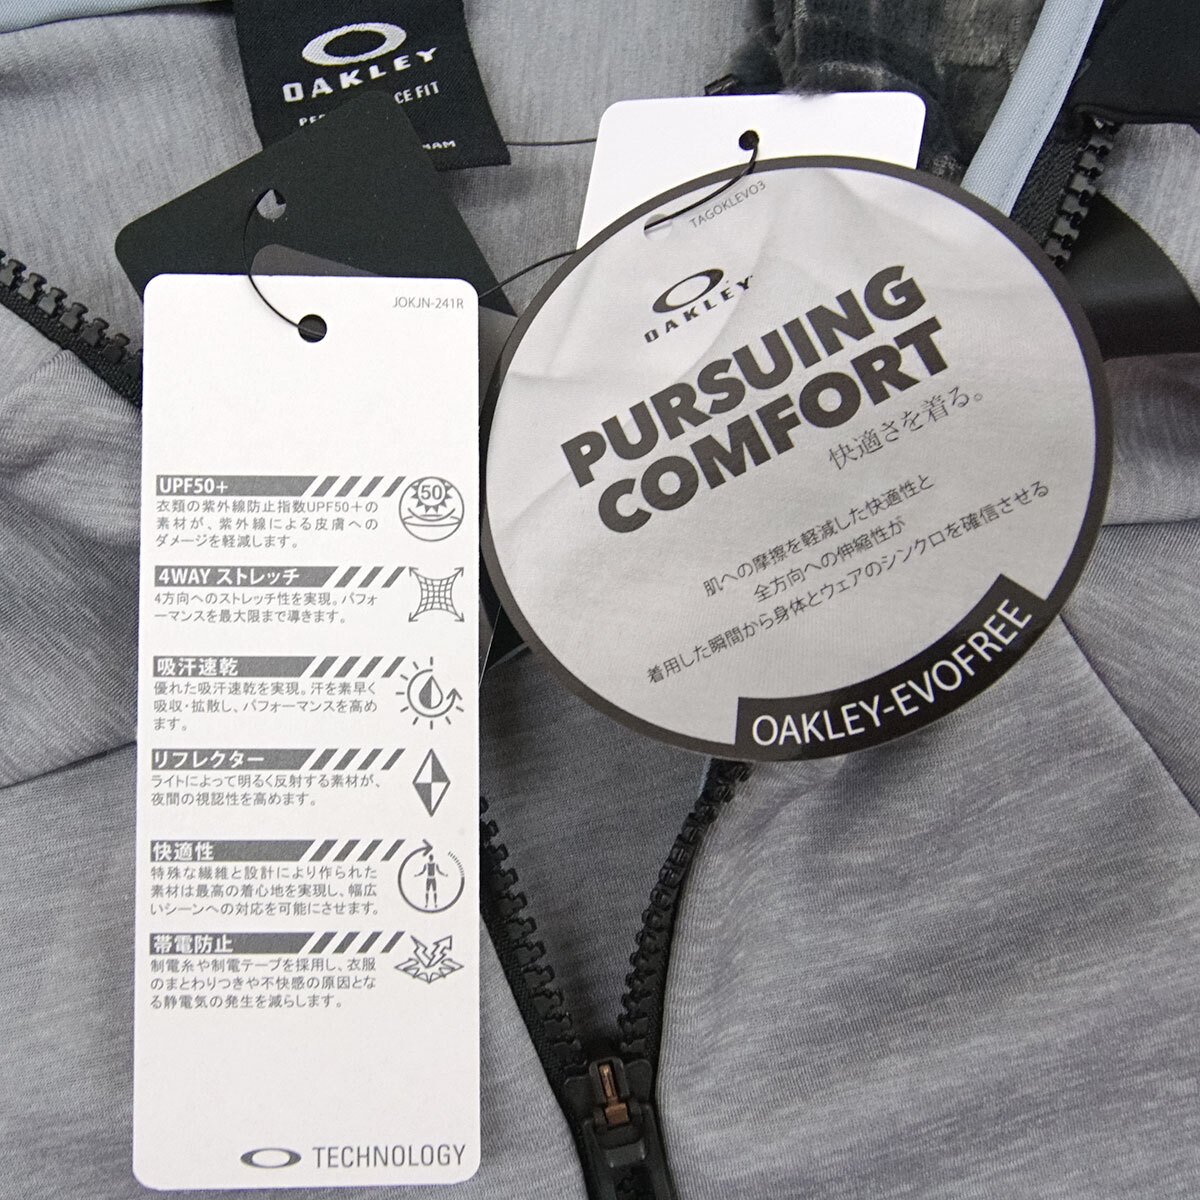 OAKLEY
CE FIT
TAGOKLEVO3
OAKLEY
PURSUING
COMFORT
快適さを着る。
肌への摩擦を軽減した快適性と
全方向への伸縮性が
着用した瞬間から身体とウェアのシンクロを確信させる
OAKLEY-EVOFREE
JOKJN-241R
UPF50+
50
衣類の紫外線防止指数UPF50+の
素材が、紫外線による皮膚への
ダメージを軽減します。
4WAY ストレッチ
4方向へのストレッチ性を実現。パフォ
ーマンスを最大限まで導きます。
吸汗速乾
優れた吸汗速乾を実現。汗を素早く
吸収・拡散し、パフォーマンスを高め
ます。
リフレクター
ライトによって明るく反射する素材が、
夜間の視認性を高めます。
快適性
特殊な繊維と設計により作られた
素材は最高の着心地を実現し、幅広
いシーンへの対応を可能にさせます。
帯電防止
制電糸や制電テープを採用し、衣服
のまとわりつきや不快感の原因とな
る静電気の発生を減らします。
TECHNOLOGY